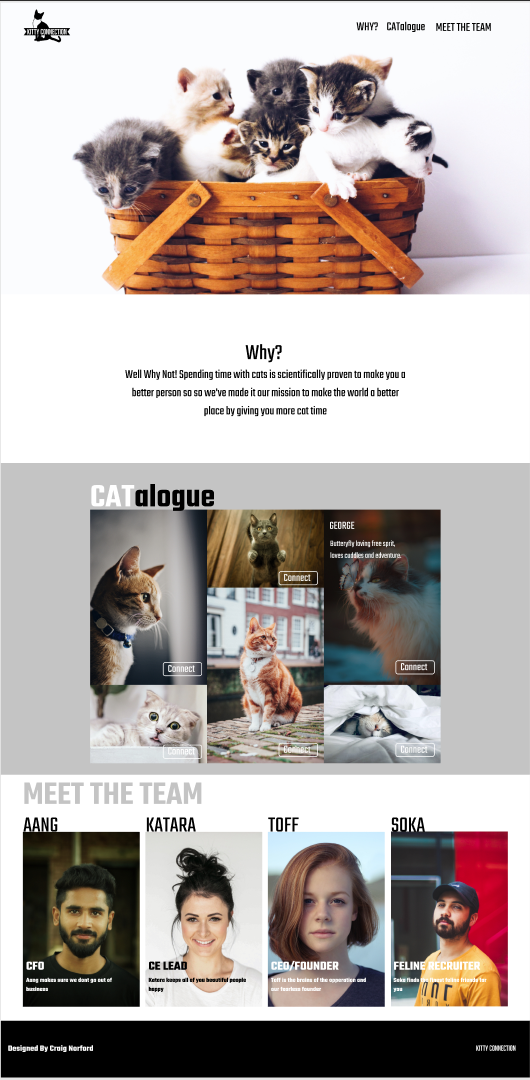 KITTY CONNECTION
WHY? CATalogue MEET THE TEAM
Why?
Well Why Not! Spending time with cats is scientifically proven to make you a
better person so so we've made it our mission to make the world a better
place by giving you more cat time
CATalogue
GEORGE
Butteryfly loving free sprit,
loves cuddles and edventure.
Connect
Connect
Connect
Connect
Connect
Connect
MEET THE TEAM
AANG
KATARA
TOFF
SOKA
CFO
Aang makes sure we dont go out of
business
CE LEAD
Katara keeps all of you beautiful people
happy
CEO/FOUNDER
Toff is the brains of the opperation and
our fearless founder
FELINE RECRUITER
Soka finds the finest feline friends for
you
Designed By Craig Norford
KITTY CONNECTION